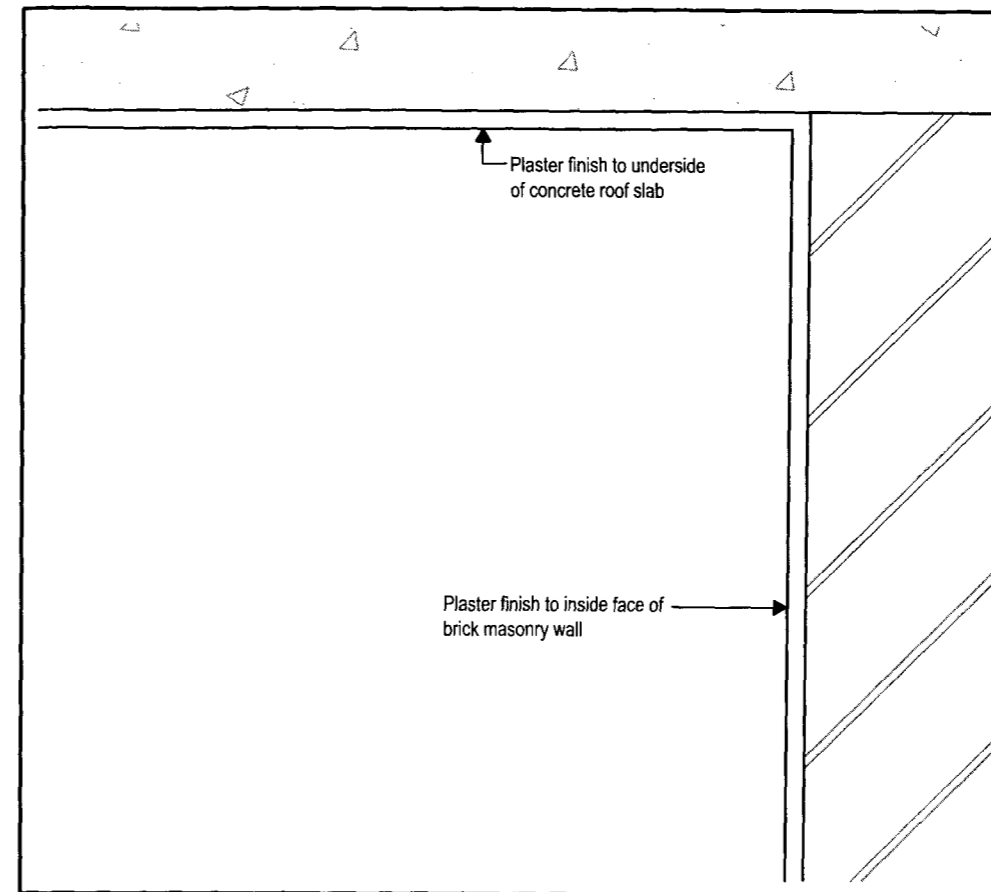 Plaster finish to underside
of concrete roof slab
Plaster finish to inside face of
brick masonry wall